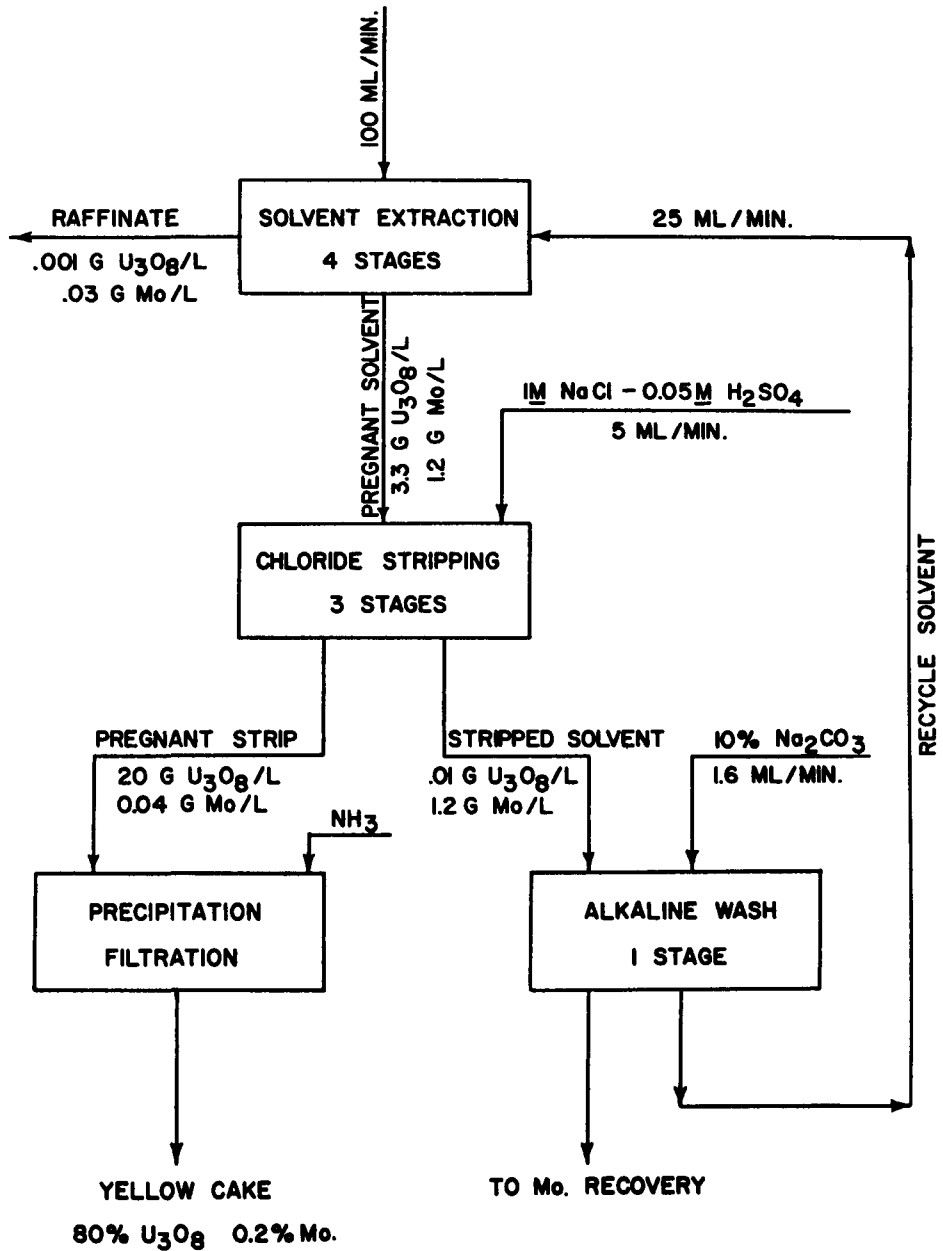 100 ML/MIN.
SOLVENT EXTRACTION
4 STAGES
RAFFINATE
.001 G U₃O₈/L
.03 G Mo/L
25 ML/MIN.
PREGNANT SOLVENT
3.3 G U₃O₈/L
1.2 G Mo/L
1M NaCl – 0.05M H₂SO₄
5 ML/MIN.
CHLORIDE STRIPPING
3 STAGES
RECYCLE SOLVENT
PREGNANT STRIP
20 G U₃O₈/L
0.04 G Mo/L
STRIPPED SOLVENT
.01 G U₃O₈/L
1.2 G Mo/L
10% Na₂CO₃
1.6 ML/MIN.
NH₃
PRECIPITATION
FILTRATION
ALKALINE WASH
1 STAGE
YELLOW CAKE
80% U₃O₈ 0.2% Mo.
TO Mo. RECOVERY